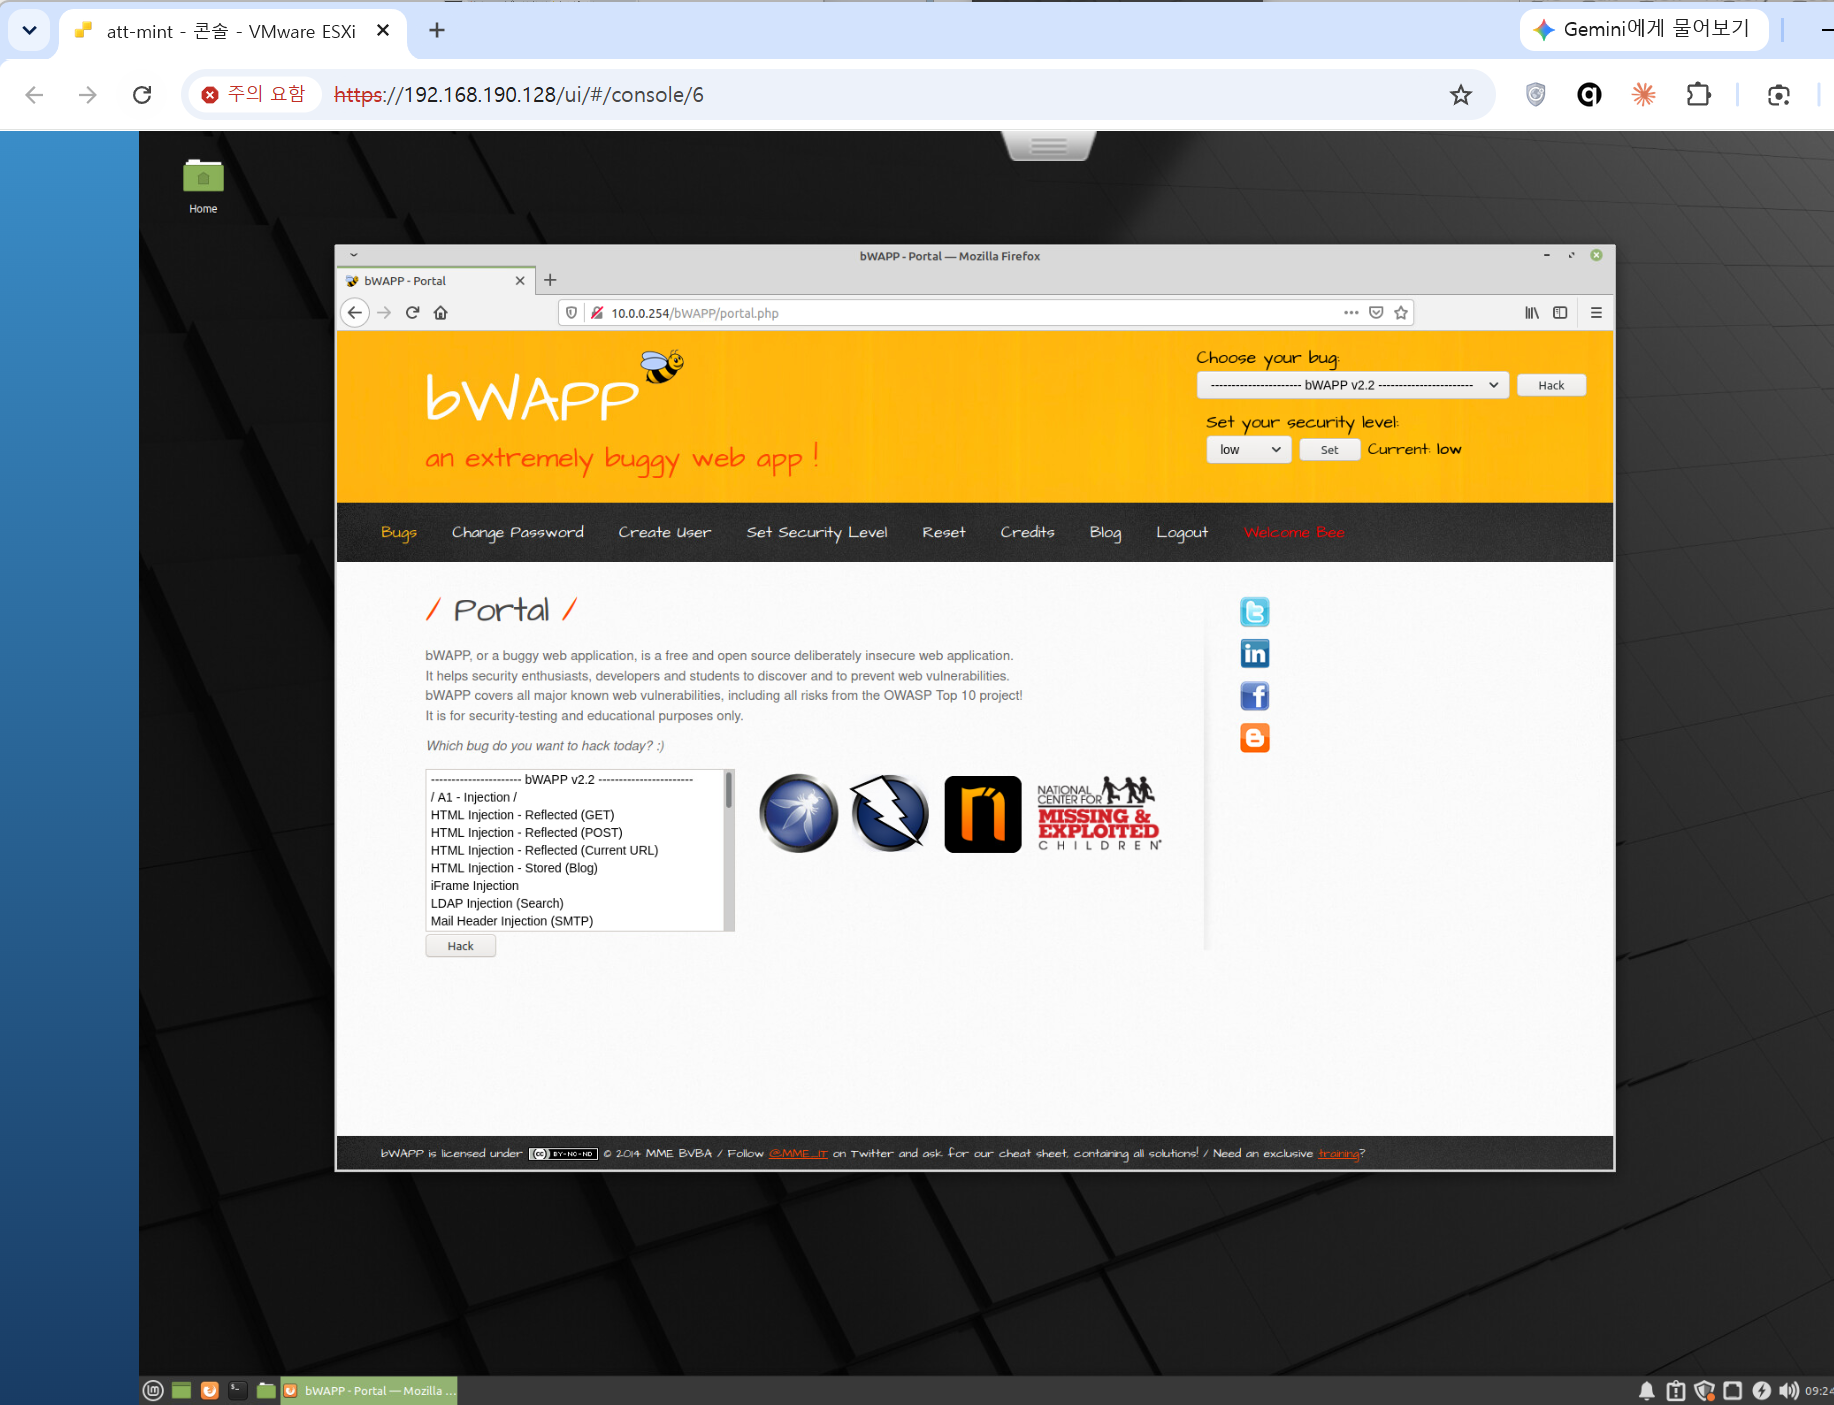 att-mint - 콘솔 - VMware ESXi
Gemini에게 물어보기
주의 요함
https://192.168.190.128/ui/#/console/6
Home
bWAPP - Portal — Mozilla Firefox
bWAPP - Portal
10.0.0.254/bWAPP/portal.php
bWAPP
an extremely buggy web app !
Choose your bug:
---------------------- bWAPP v2.2 -----------------------
Hack
Set your security level:
low
Set
Current: low
Bugs
Change Password
Create User
Set Security Level
Reset
Credits
Blog
Logout
Welcome Bee
/ Portal /
bWAPP, or a buggy web application, is a free and open source deliberately insecure web application.
It helps security enthusiasts, developers and students to discover and to prevent web vulnerabilities.
bWAPP covers all major known web vulnerabilities, including all risks from the OWASP Top 10 project!
It is for security-testing and educational purposes only.
Which bug do you want to hack today? :)
---------------------- bWAPP v2.2 -----------------------
/ A1 - Injection /
HTML Injection - Reflected (GET)
HTML Injection - Reflected (POST)
HTML Injection - Reflected (Current URL)
HTML Injection - Stored (Blog)
iFrame Injection
LDAP Injection (Search)
Mail Header Injection (SMTP)
Hack
NATIONAL
CENTER FOR
MISSING &
EXPLOITED
CHILDREN
bWAPP is licensed under (cc) BY-NC-ND © 2014 MME BVBA / Follow @MME_IT on Twitter and ask for our cheat sheet, containing all solutions! / Need an exclusive training?
bWAPP - Portal — Mozilla ...
09:24